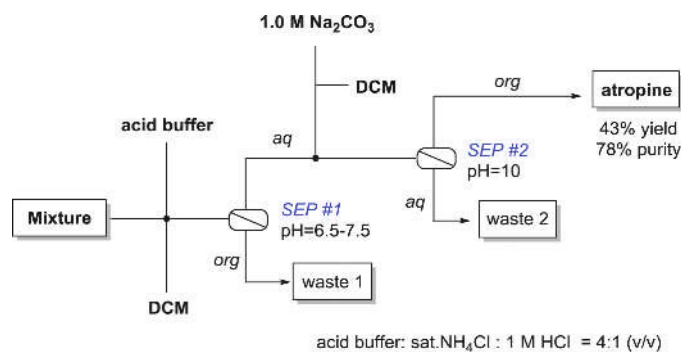 1.0 M Na₂CO₃
DCM
org
atropine
43% yield
78% purity
acid buffer
aq
SEP #2
pH=10
aq
waste 2
Mixture
SEP #1
pH=6.5-7.5
org
waste 1
DCM
acid buffer: sat.NH₄Cl : 1 M HCl = 4:1 (v/v)